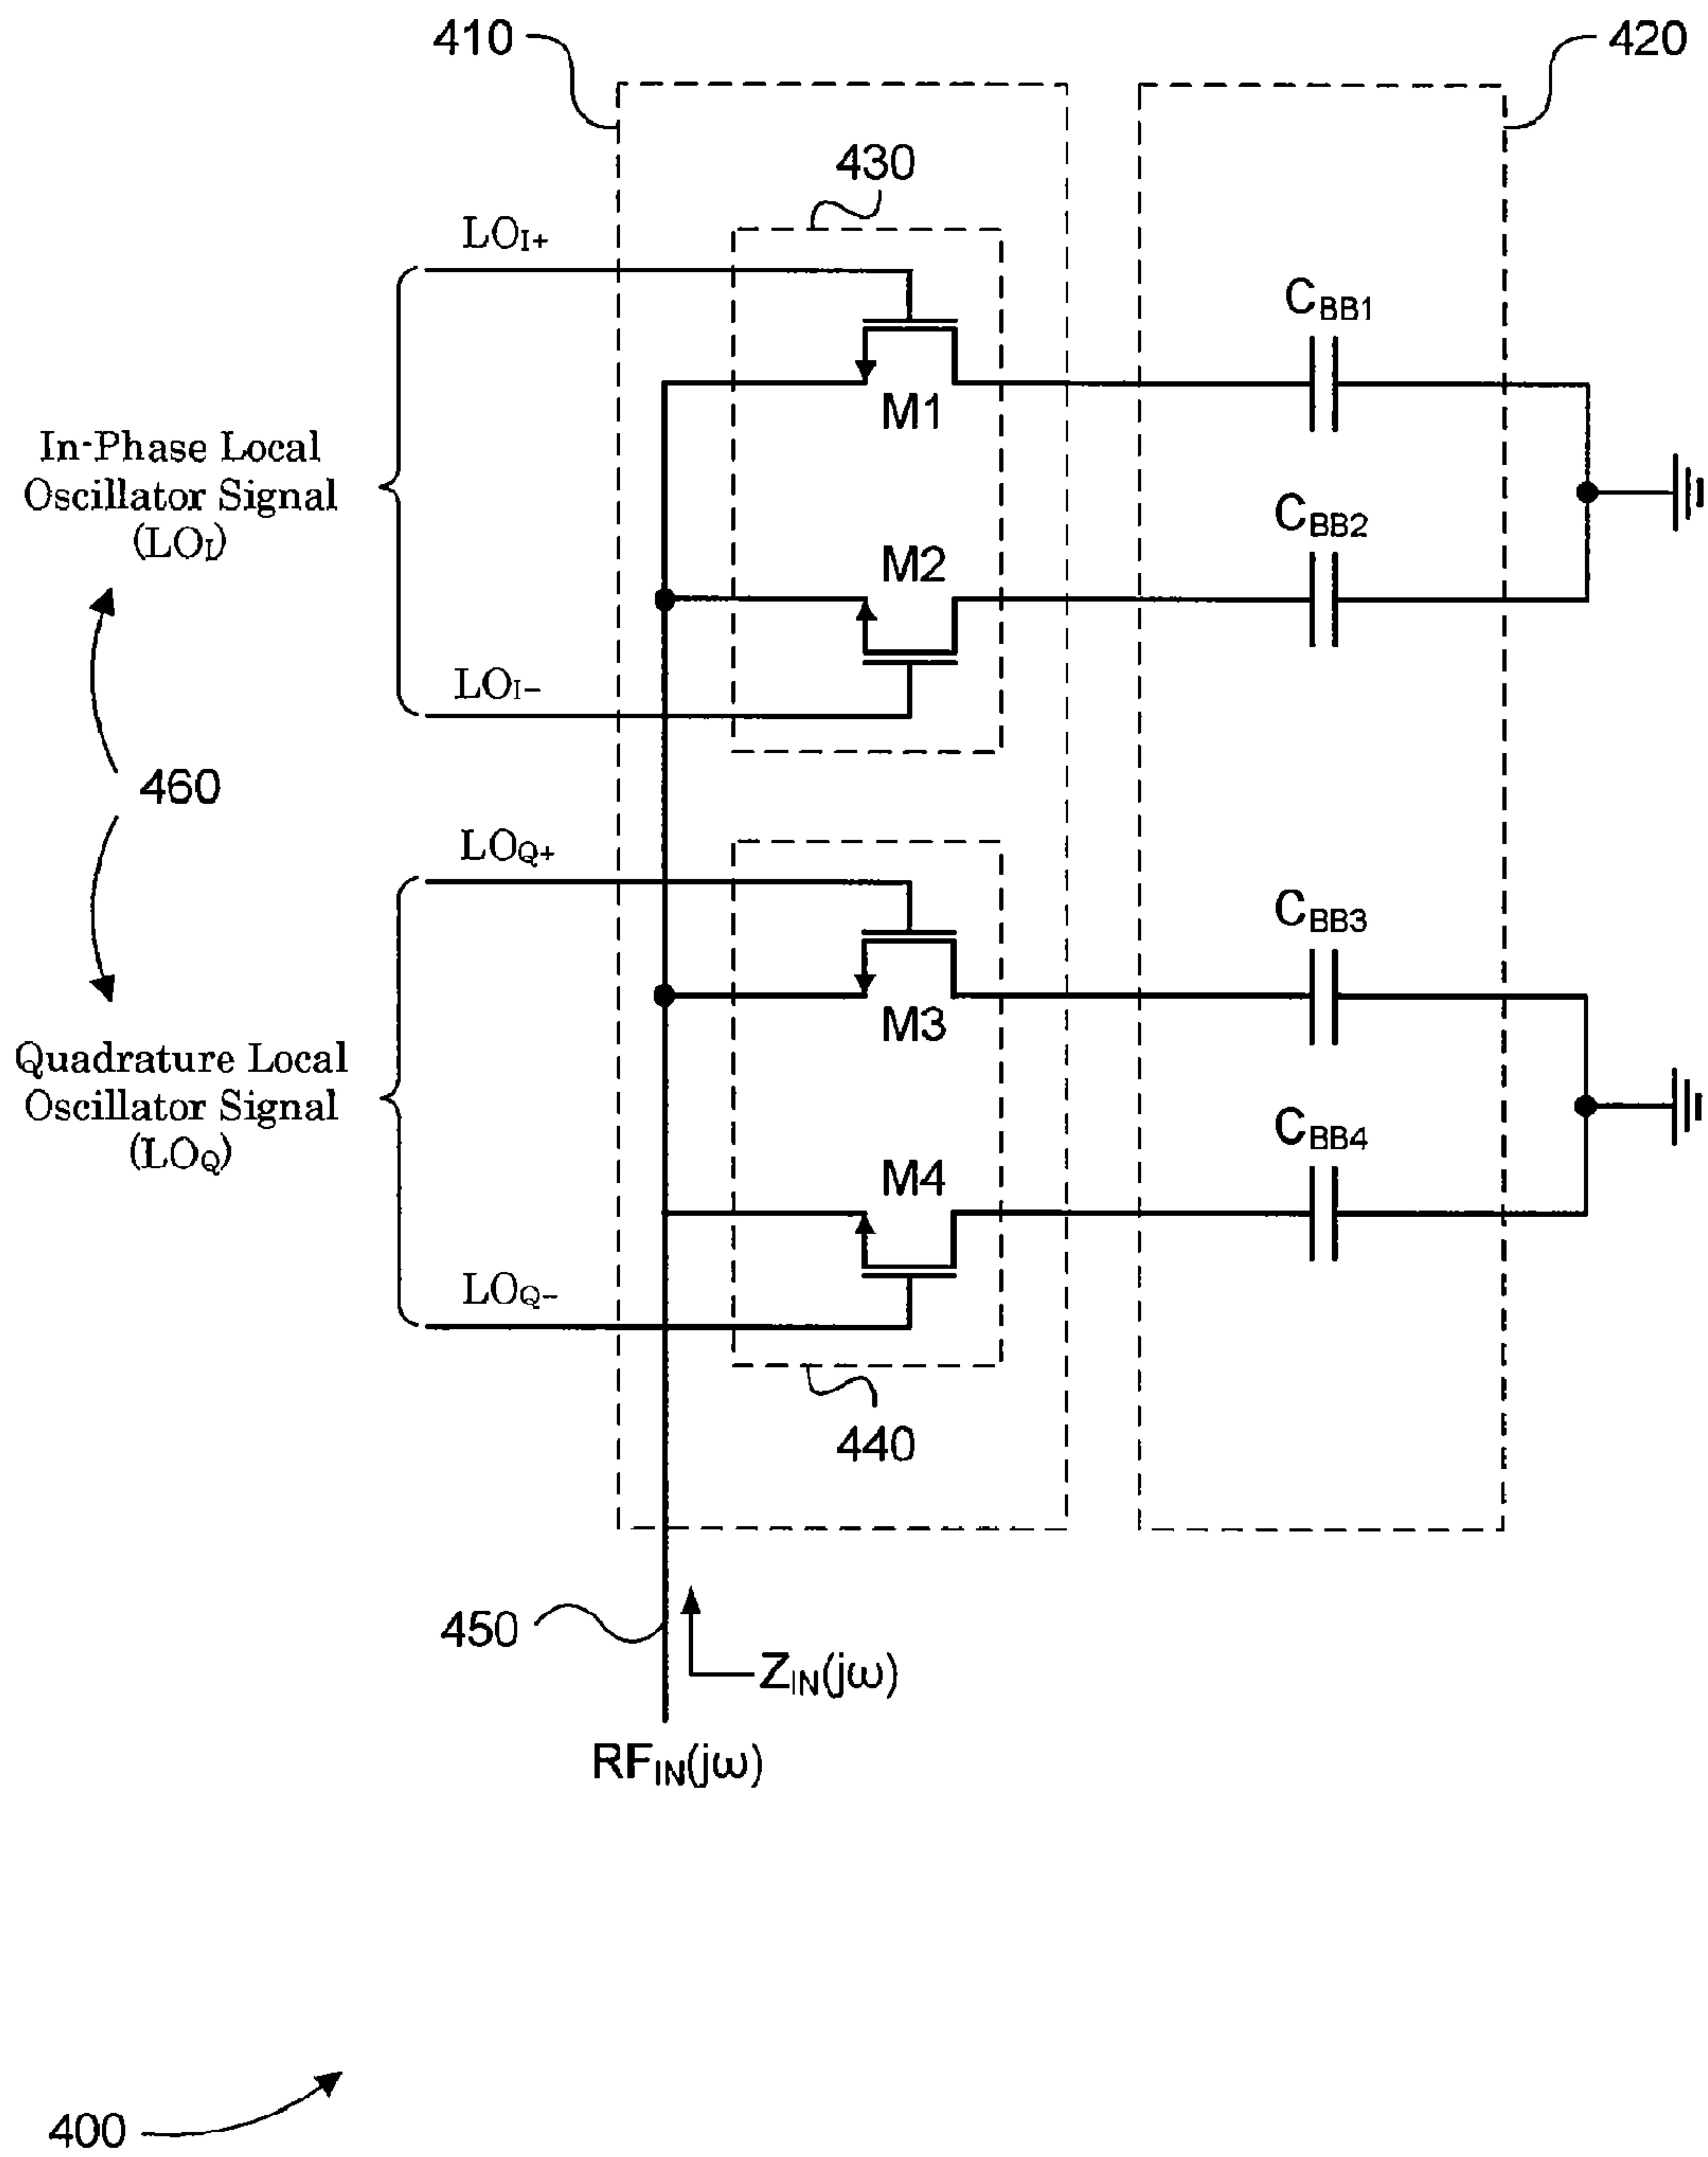 410
420
430
LOI+
CBB1
M1
In-Phase Local
Oscillator Signal
(LOI)
CBB2
M2
LOI−
460
LOQ+
CBB3
M3
Quadrature Local
Oscillator Signal
(LOQ)
CBB4
M4
LOQ−
440
450
ZIN(jω)
RFIN(jω)
400